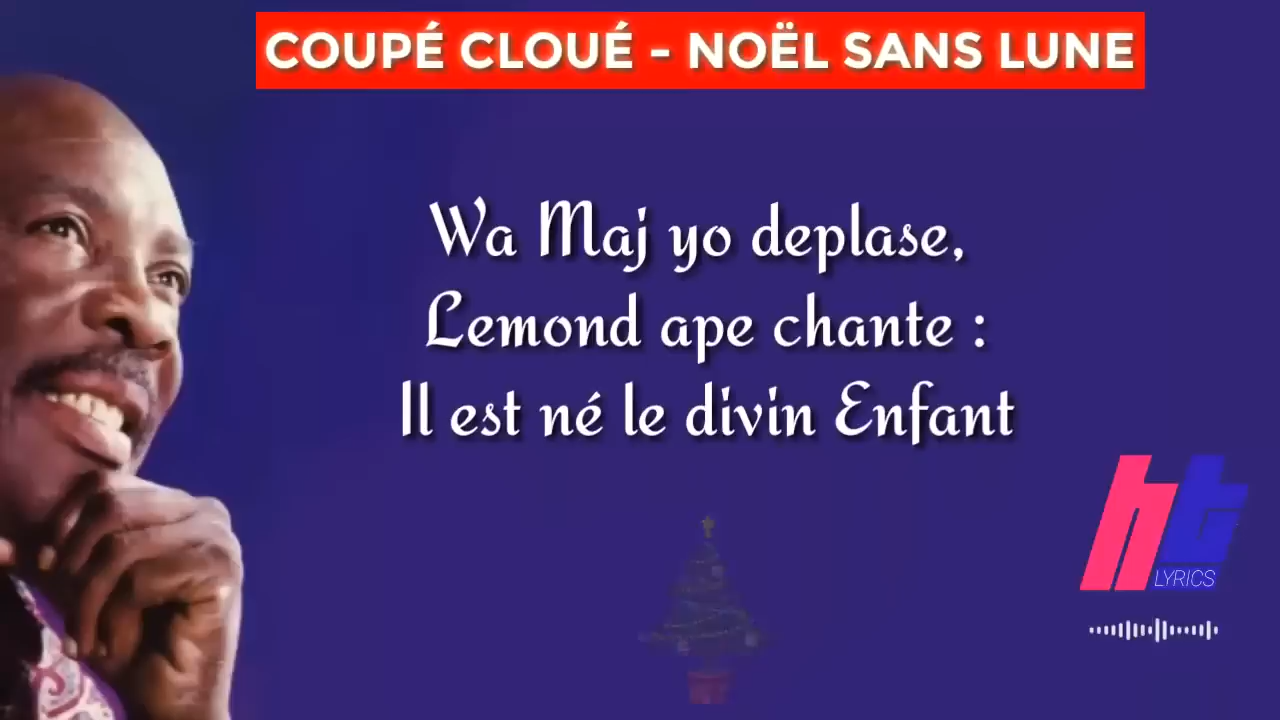 COUPÉ CLOUÉ - NOËL SANS LUNE
Wa Maj yo deplase,
Lemond ape chante :
Il est né le divin Enfant
ht
LYRICS